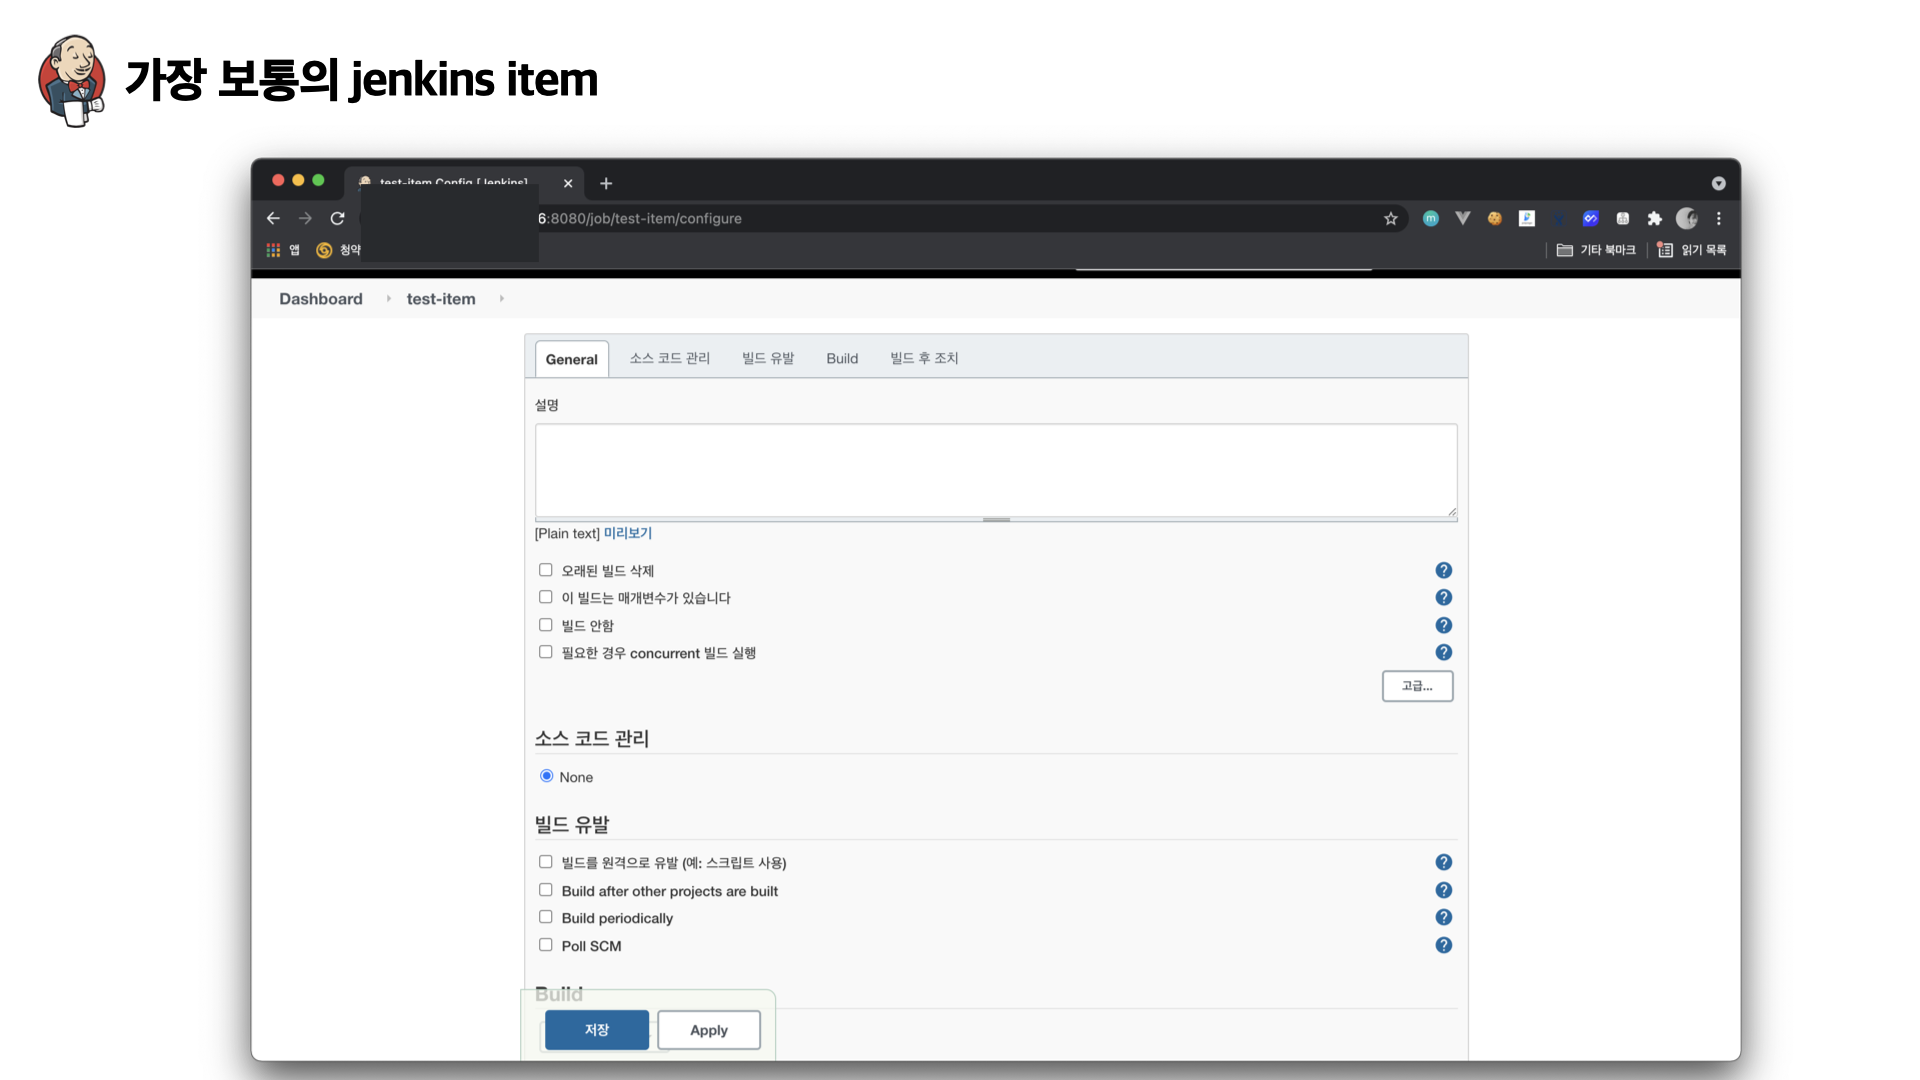 가장 보통의 jenkins item
test-item Config [Jenkins]
6:8080/job/test-item/configure
앱
청약
기타 북마크
읽기 목록
Dashboard
test-item
General
소스 코드 관리
빌드 유발
Build
빌드 후 조치
설명
[Plain text] 미리보기
오래된 빌드 삭제
이 빌드는 매개변수가 있습니다
빌드 안함
필요한 경우 concurrent 빌드 실행
고급...
소스 코드 관리
None
빌드 유발
빌드를 원격으로 유발 (예: 스크립트 사용)
Build after other projects are built
Build periodically
Poll SCM
Build
저장
Apply